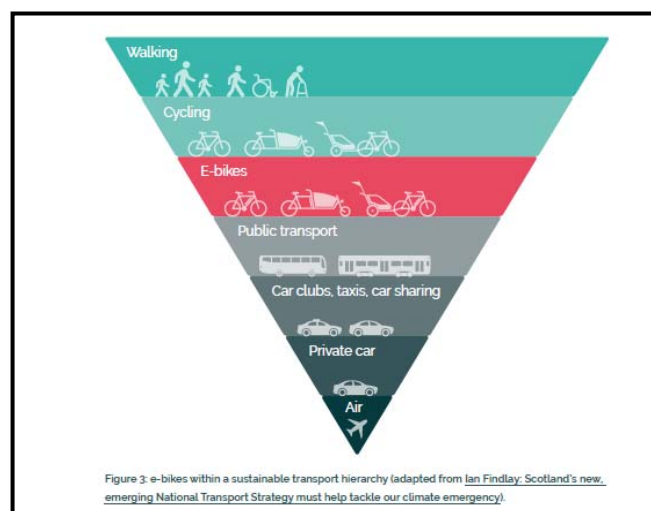 Walking
Cycling
E-bikes
Public transport
Car clubs, taxis, car sharing
Private car
Air
Figure 3: e-bikes within a sustainable transport hierarchy (adapted from Ian Findlay: Scotland's new,
emerging National Transport Strategy must help tackle our climate emergency).